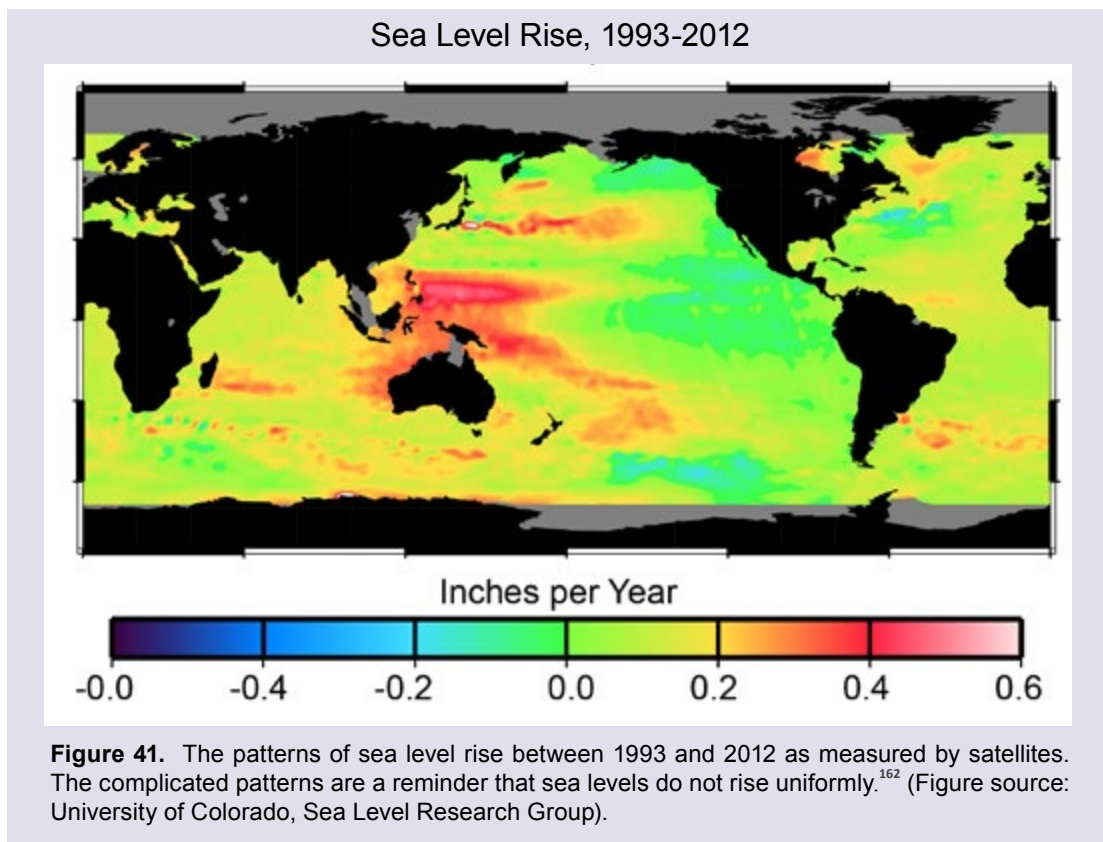 Sea Level Rise, 1993-2012
Inches per Year
-0.0 -0.4 -0.2 0.0 0.2 0.4 0.6
Figure 41. The patterns of sea level rise between 1993 and 2012 as measured by satellites.
The complicated patterns are a reminder that sea levels do not rise uniformly.162 (Figure source:
University of Colorado, Sea Level Research Group).